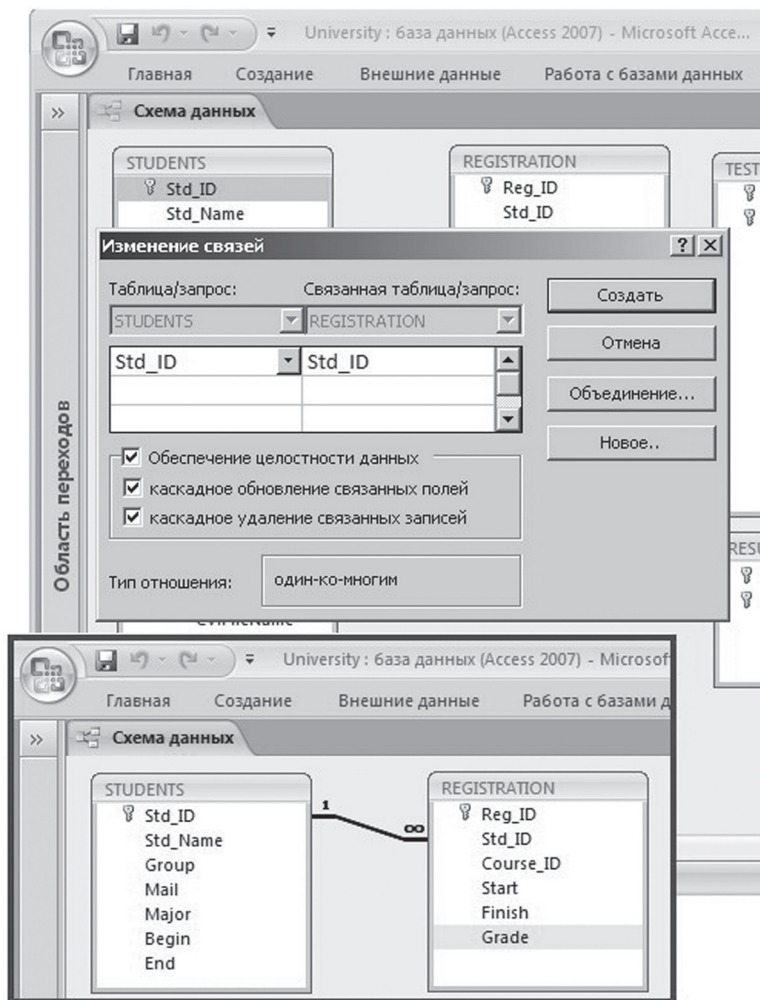 University : база данных (Access 2007) - Microsoft Acce...
Главная Создание Внешние данные Работа с базами данных
»
Схема данных
STUDENTS
Std_ID
Std_Name
REGISTRATION
Reg_ID
Std_ID
TEST
Изменение связей
? X
Таблица/запрос: Связанная таблица/запрос:
STUDENTS REGISTRATION
Std_ID Std_ID
Создать
Отмена
Объединение...
Новое..
Обеспечение целостности данных
каскадное обновление связанных полей
каскадное удаление связанных записей
Тип отношения: один-ко-многим
Область переходов
RESU
University : база данных (Access 2007) - Microsoft
Главная Создание Внешние данные Работа с базами д
»
Схема данных
STUDENTS
Std_ID
Std_Name
Group
Mail
Major
Begin
End
1
∞
REGISTRATION
Reg_ID
Std_ID
Course_ID
Start
Finish
Grade